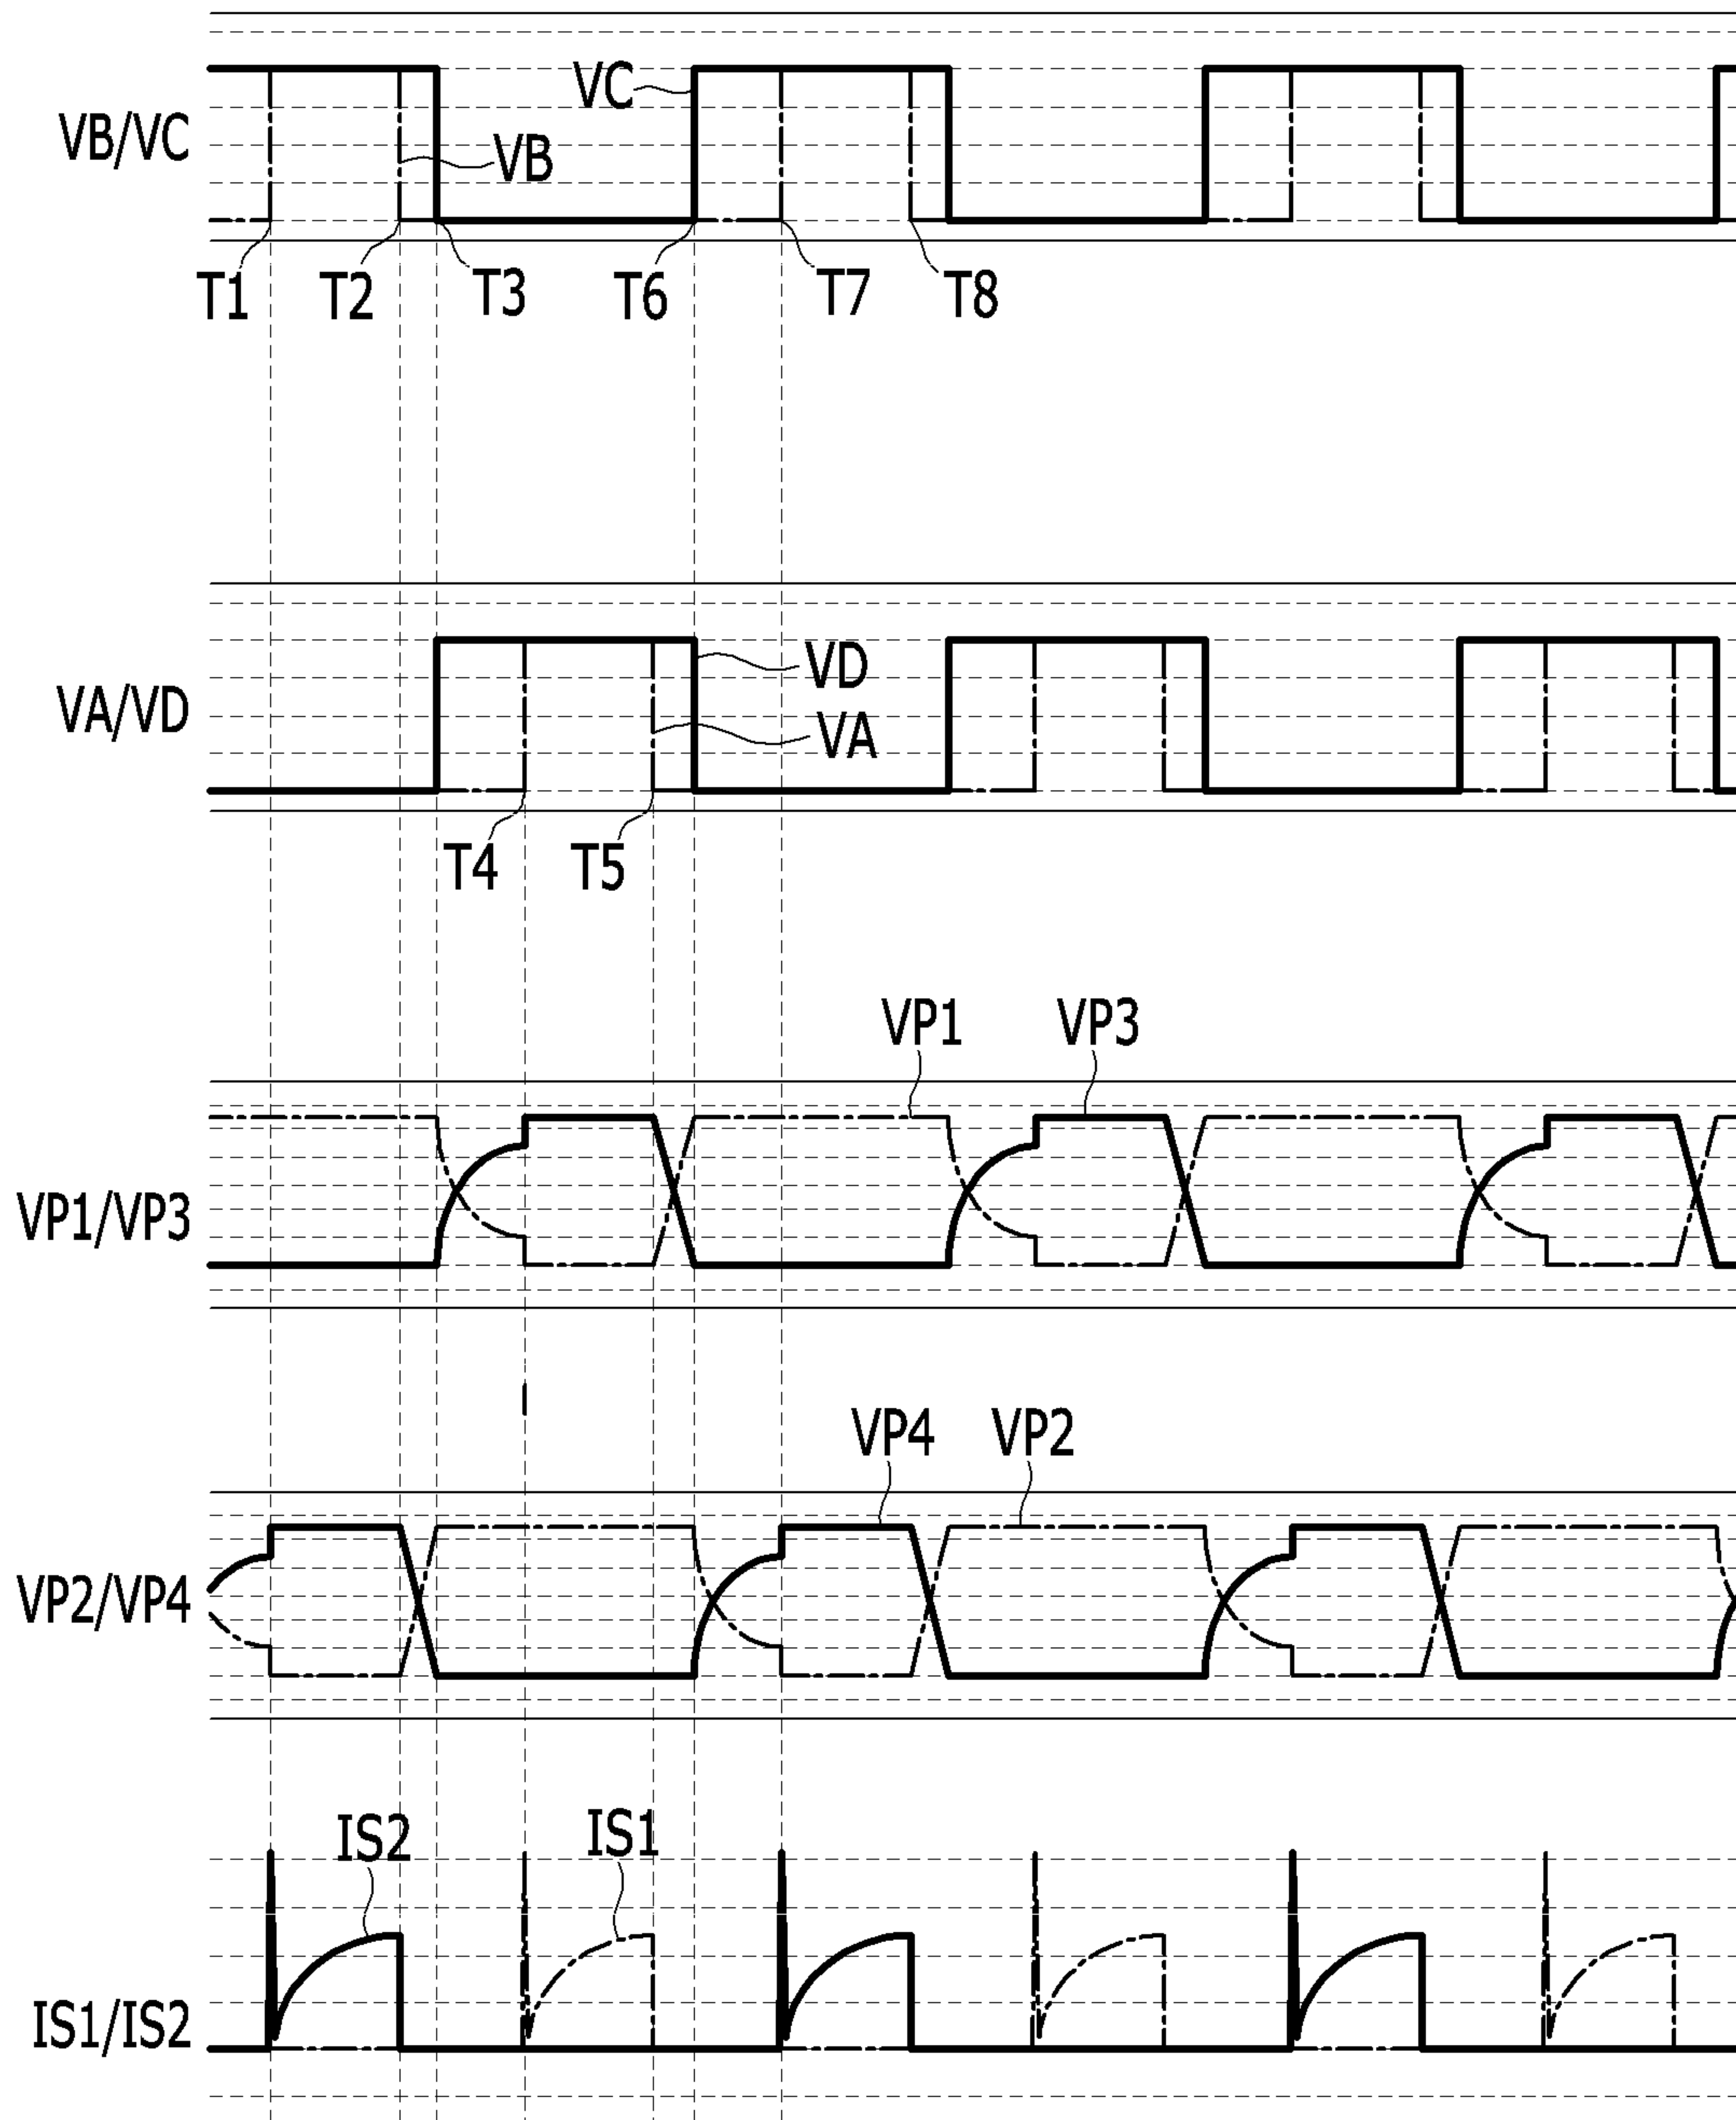 VC
VB/VC
VB
T1 T2 T3 T6 T7 T8
VD
VA/VD
VA
T4 T5
VP1 VP3
VP1/VP3
VP4 VP2
VP2/VP4
IS2 IS1
IS1/IS2